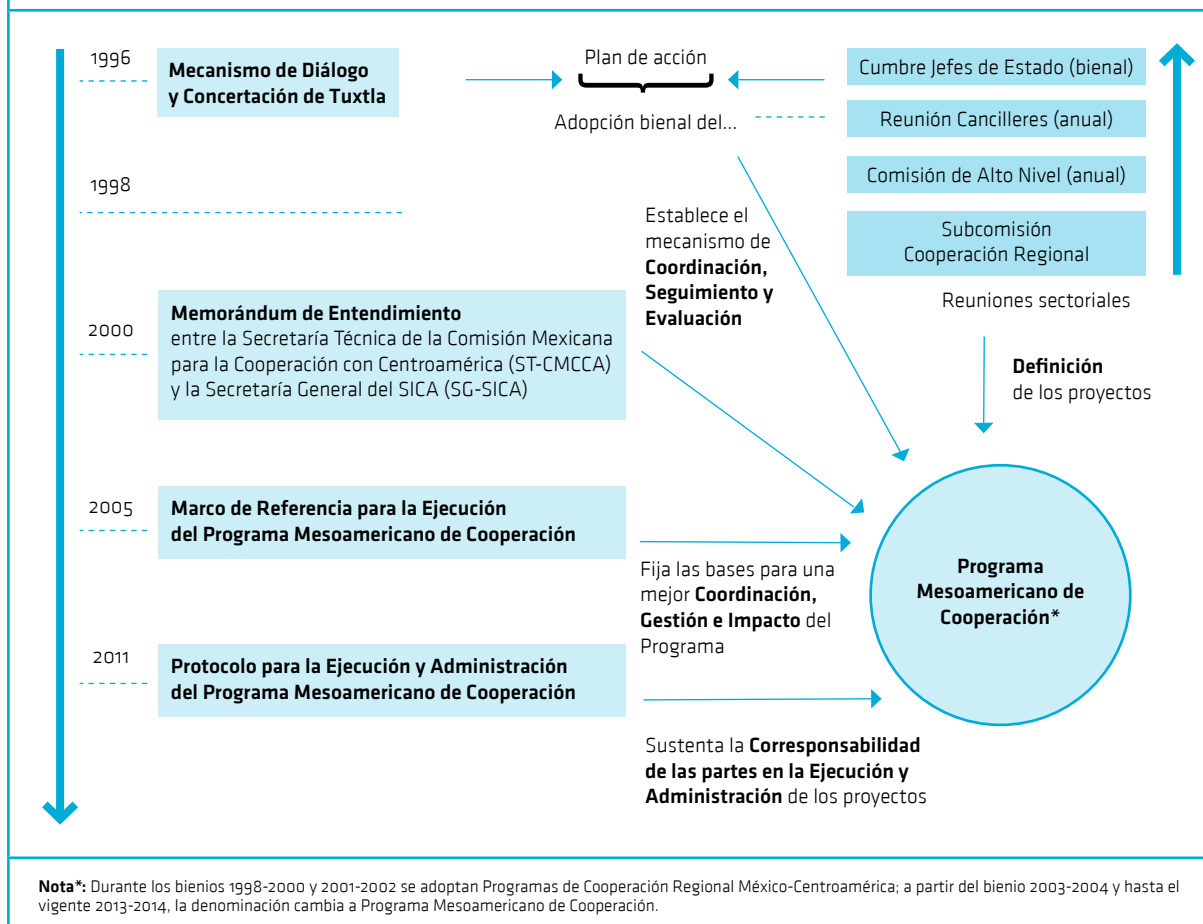 1996
Mecanismo de Diálogo
y Concertación de Tuxtla
Plan de acción
Adopción bienal del...
Cumbre Jefes de Estado (bienal)
Reunión Cancilleres (anual)
Comisión de Alto Nivel (anual)
Subcomisión
Cooperación Regional
Reuniones sectoriales
Definición
de los proyectos
1998
Establece el
mecanismo de
Coordinación,
Seguimiento y
Evaluación
2000
Memorándum de Entendimiento
entre la Secretaría Técnica de la Comisión Mexicana
para la Cooperación con Centroamérica (ST-CMCCA)
y la Secretaría General del SICA (SG-SICA)
2005
Marco de Referencia para la Ejecución
del Programa Mesoamericano de Cooperación
Fija las bases para una
mejor Coordinación,
Gestión e Impacto del
Programa
Programa
Mesoamericano de
Cooperación*
2011
Protocolo para la Ejecución y Administración
del Programa Mesoamericano de Cooperación
Sustenta la Corresponsabilidad
de las partes en la Ejecución y
Administración de los proyectos
Nota*: Durante los bienios 1998-2000 y 2001-2002 se adoptan Programas de Cooperación Regional México-Centroamérica; a partir del bienio 2003-2004 y hasta el
vigente 2013-2014, la denominación cambia a Programa Mesoamericano de Cooperación.